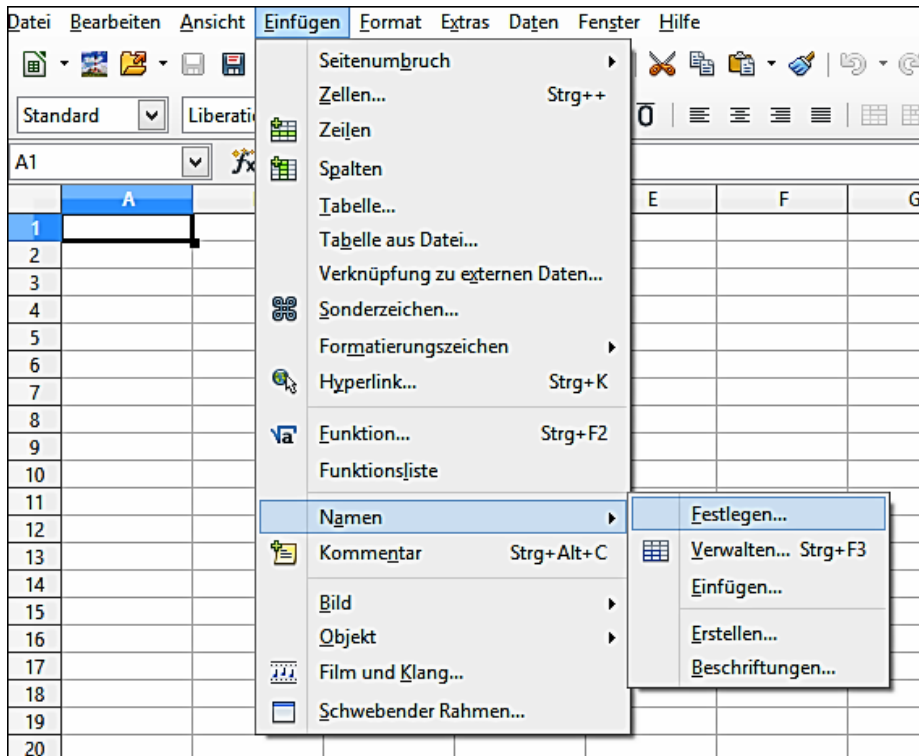 Datei Bearbeiten Ansicht Einfügen Format Extras Daten Fenster Hilfe
Standard Liberati
A1
A E F G
1
2
3
4
5
6
7
8
9
10
11
12
13
14
15
16
17
18
19
20
Seitenumbruch
Zellen... Strg++
Zeilen
Spalten
Tabelle...
Tabelle aus Datei...
Verknüpfung zu externen Daten...
Sonderzeichen...
Formatierungszeichen
Hyperlink... Strg+K
Funktion... Strg+F2
Funktionsliste
Namen
Kommentar Strg+Alt+C
Bild
Objekt
Film und Klang...
Schwebender Rahmen...
Festlegen...
Verwalten... Strg+F3
Einfügen...
Erstellen...
Beschriftungen...